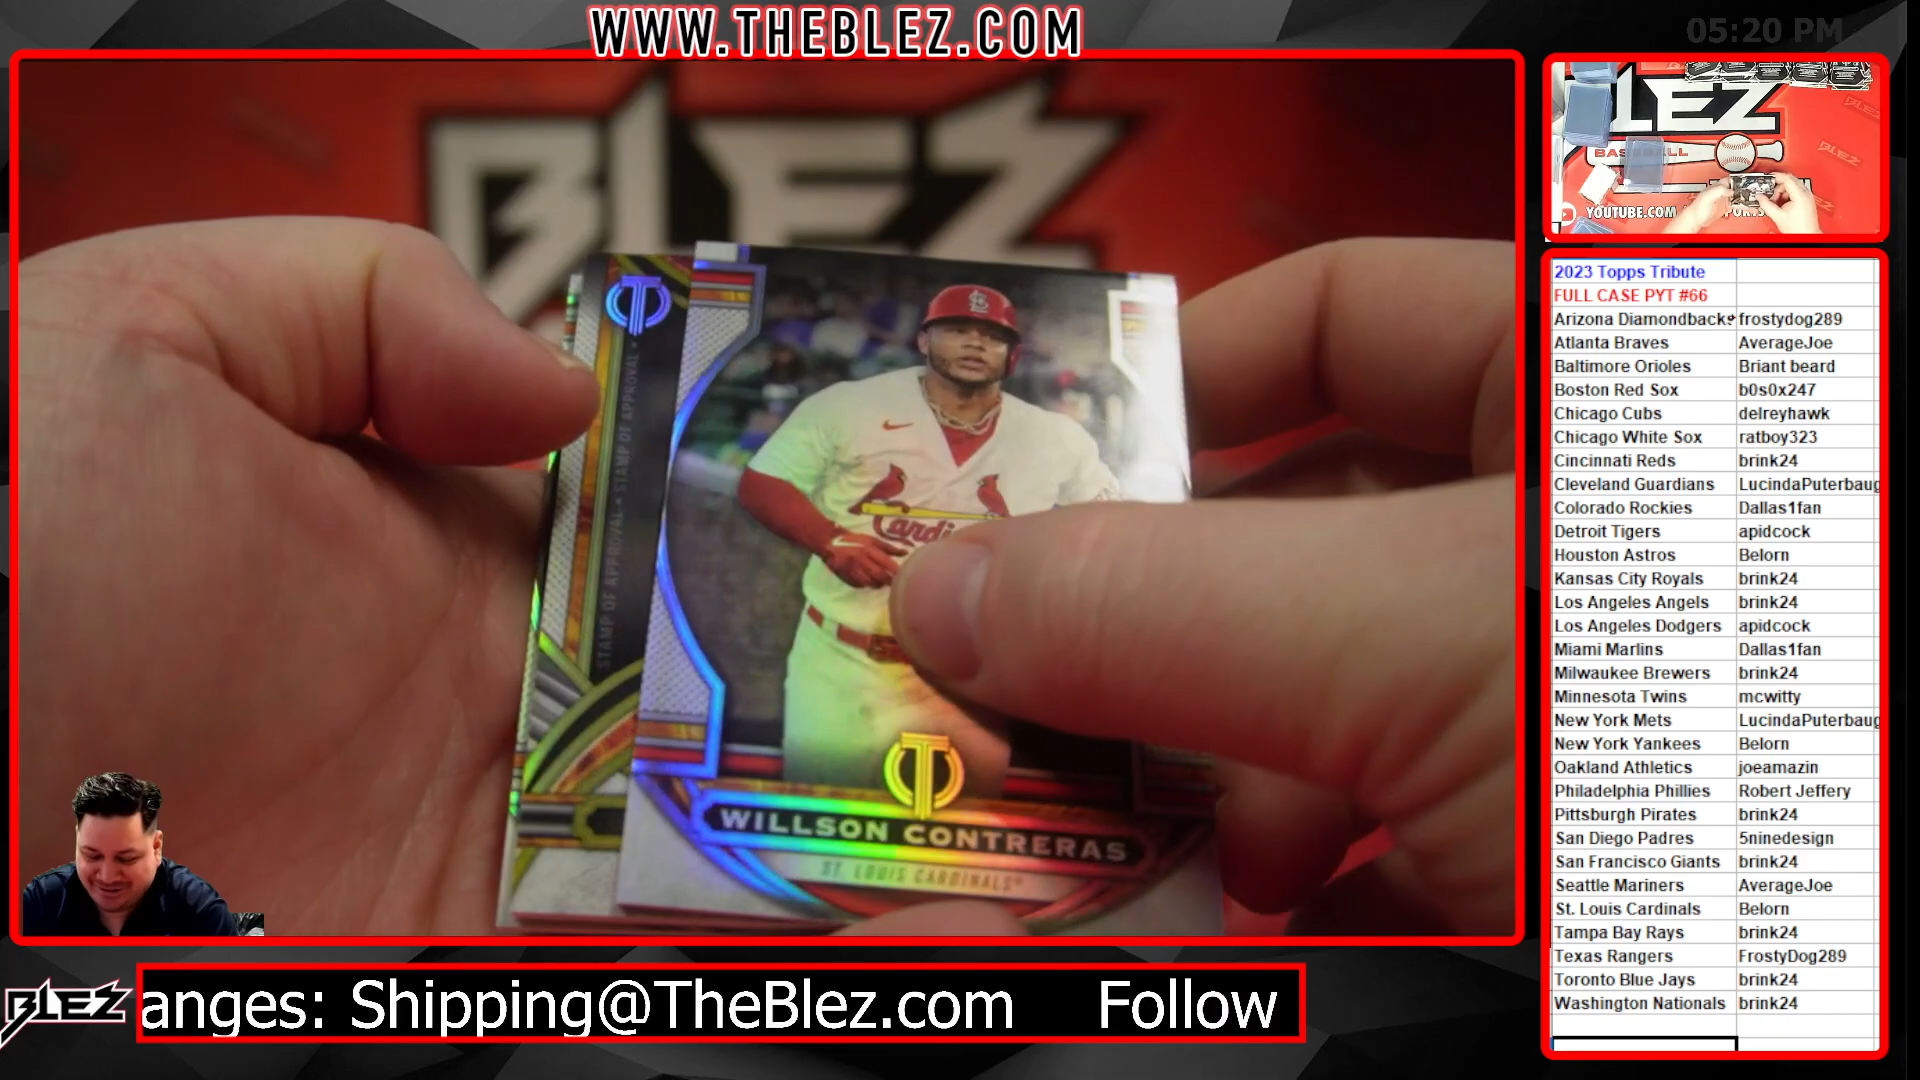 WWW.THEBLEZ.COM
05:20 PM
BLEZ
STAMP OF APPROVAL • STAMP OF APPROVAL •
Cardi
WILLSON CONTRERAS
ST. LOUIS CARDINALS
LEZ
BASEBALL
BLEZ
YOUTUBE.COM
2023 Topps Tribute
FULL CASE PYT #66
Arizona Diamondbacks frostydog289
Atlanta Braves AverageJoe
Baltimore Orioles Briant beard
Boston Red Sox b0s0x247
Chicago Cubs delreyhawk
Chicago White Sox ratboy323
Cincinnati Reds brink24
Cleveland Guardians LucindaPuterbaug
Colorado Rockies Dallas1fan
Detroit Tigers apidcock
Houston Astros Belorn
Kansas City Royals brink24
Los Angeles Angels brink24
Los Angeles Dodgers apidcock
Miami Marlins Dallas1fan
Milwaukee Brewers brink24
Minnesota Twins mcwitty
New York Mets LucindaPuterbaug
New York Yankees Belorn
Oakland Athletics joeamazin
Philadelphia Phillies Robert Jeffery
Pittsburgh Pirates brink24
San Diego Padres 5ninedesign
San Francisco Giants brink24
Seattle Mariners AverageJoe
St. Louis Cardinals Belorn
Tampa Bay Rays brink24
Texas Rangers FrostyDog289
Toronto Blue Jays brink24
Washington Nationals brink24
BLEZ
anges: Shipping@TheBlez.com Follow